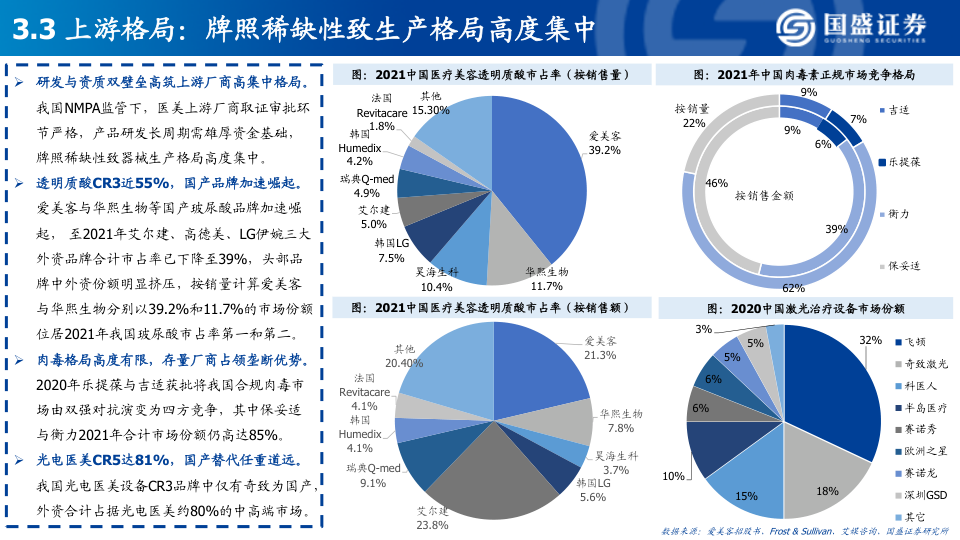 3.3 上游格局：牌照稀缺性致生产格局高度集中
国盛证券
GUOSHENG SECURITIES
➢ 研发与资质双壁垒高筑上游厂商高集中格局。
我国NMPA监管下，医美上游厂商取证审批环
节严格，产品研发长周期需雄厚资金基础，
牌照稀缺性致器械生产格局高度集中。
➢ 透明质酸CR3近55%，国产品牌加速崛起。
爱美客与华熙生物等国产玻尿酸品牌加速崛
起， 至2021年艾尔建、高德美、LG伊婉三大
外资品牌合计市占率已下降至39%，头部品
牌中外资份额明显挤压，按销售量计算爱美客
与华熙生物分别以39.2%和11.7%的市场份额
位居2021年我国玻尿酸市占率第一和第二。
➢ 肉毒格局高度有限，存量厂商占领垄断优势。
2020年乐提葆与吉适获批将我国合规肉毒市
场由双强对抗演变为四方竞争，其中保妥适
与衡力2021年合计市场份额仍高达85%。
➢ 光电医美CR5达81%，国产替代任重道远。
我国光电医美设备CR3品牌中仅有奇致为国产，
外资合计占据光电医美约80%的中高端市场。
图：2021中国医疗美容透明质酸市占率（按销售量）
爱美客
39.2%
华熙生物
11.7%
昊海生科
10.4%
韩国LG
7.5%
艾尔建
5.0%
瑞典Q-med
4.9%
韩国
Humedix
4.2%
法国
Revitacare
1.8%
其他
15.30%
图：2021年中国肉毒素正规市场竞争格局
按销量
22%
9%
7%
62%
按销售金额
9%
6%
39%
46%
吉适
乐提葆
衡力
保妥适
图：2021中国医疗美容透明质酸市占率（按销售额）
爱美客
21.3%
华熙生物
7.8%
昊海生科
3.7%
韩国LG
5.6%
艾尔建
23.8%
瑞典Q-med
9.1%
韩国
Humedix
4.1%
法国
Revitacare
4.1%
其他
20.40%
图：2020中国激光治疗设备市场份额
32%
18%
15%
10%
6%
6%
5%
5%
3%
飞顿
奇致激光
科医人
半岛医疗
赛诺秀
欧洲之星
赛诺龙
深圳GSD
其它
数据来源：爱美客招股书，Frost & Sullivan，艾媒咨询，国盛证券研究所